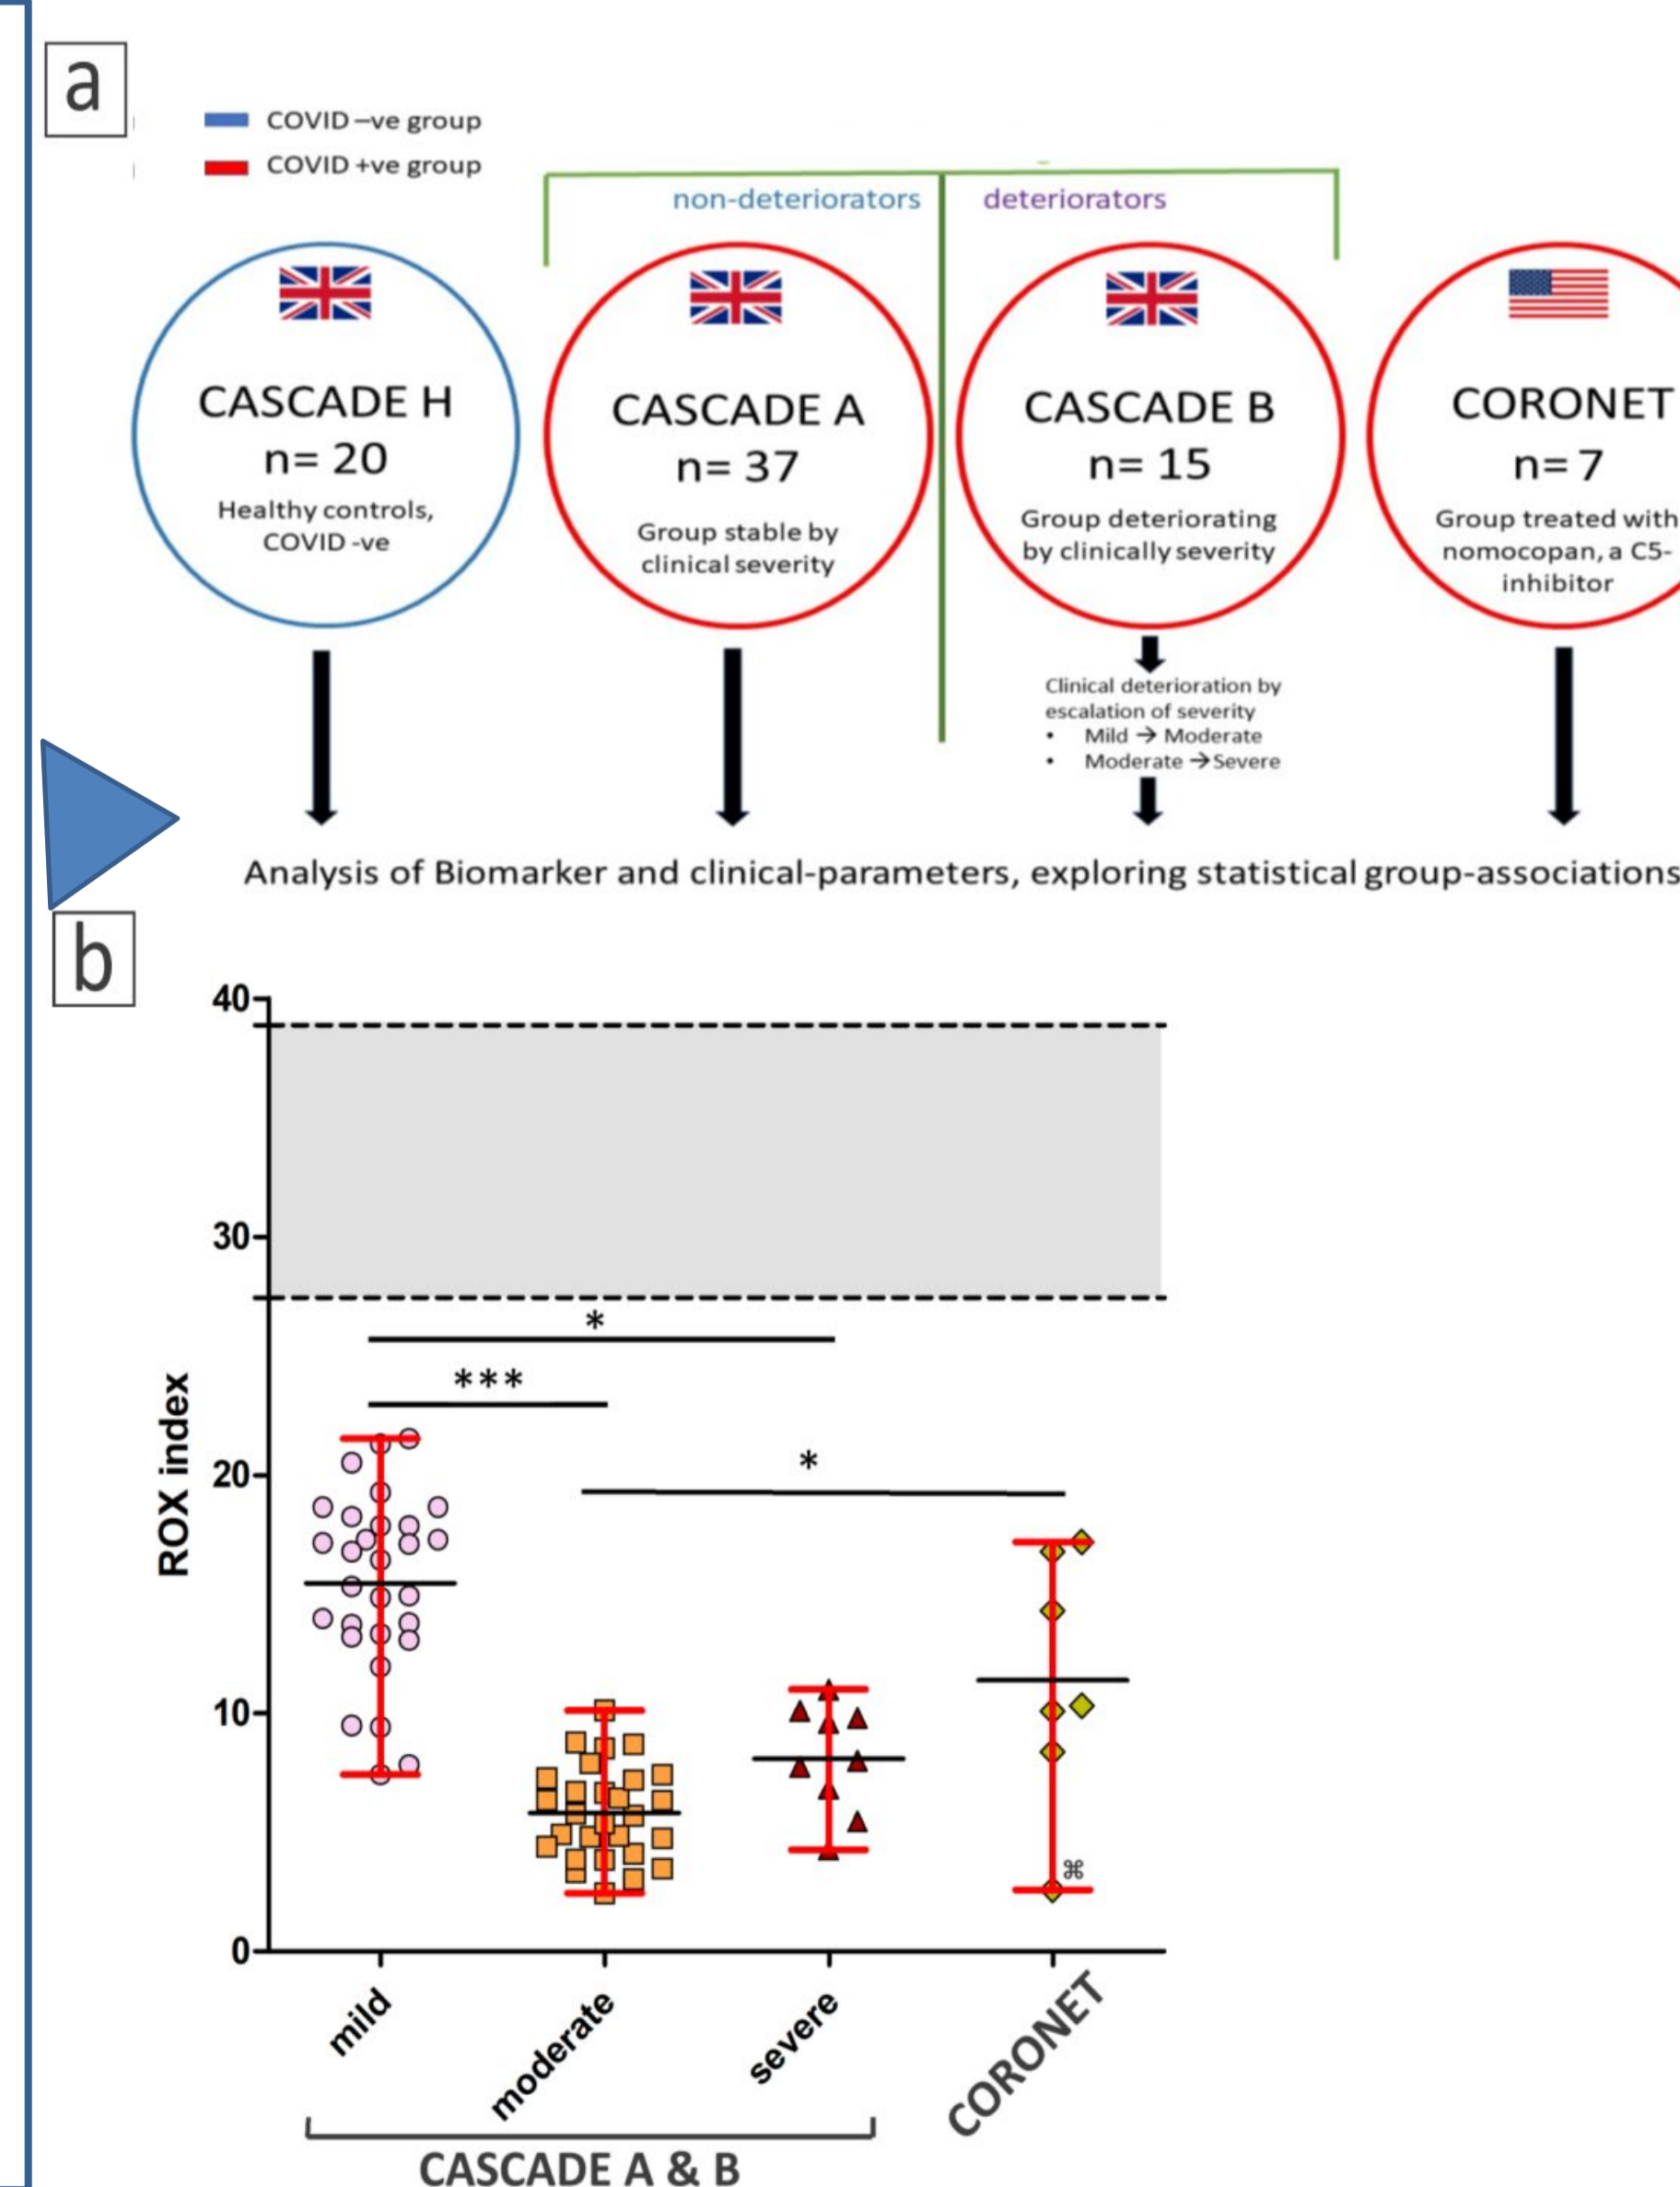 a
COVID –ve group
COVID +ve group
non-deteriorators
deteriorators
CASCADE H
n= 20
Healthy controls,
COVID -ve
CASCADE A
n= 37
Group stable by
clinical severity
CASCADE B
n= 15
Group deteriorating
by clinically severity
Clinical deterioration by
escalation of severity
• Mild → Moderate
• Moderate → Severe
CORONET
n= 7
Group treated with
nomocopan, a C5-
inhibitor
Analysis of Biomarker and clinical-parameters, exploring statistical group-associations
b
ROX index
40
30
20
10
0
*
***
*
⌘
mild
moderate
severe
CORONET
CASCADE A & B